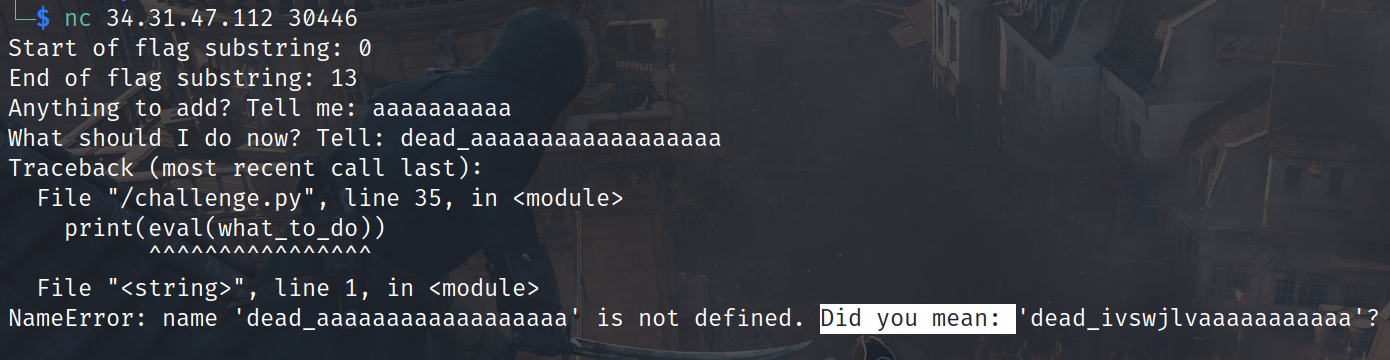 └─$ nc 34.31.47.112 30446
Start of flag substring: 0
End of flag substring: 13
Anything to add? Tell me: aaaaaaaaaa
What should I do now? Tell: dead_aaaaaaaaaaaaaaaaaa
Traceback (most recent call last):
  File "/challenge.py", line 35, in <module>
    print(eval(what_to_do))
          ^^^^^^^^^^^^^^^^
  File "<string>", line 1, in <module>
NameError: name 'dead_aaaaaaaaaaaaaaaaaa' is not defined. Did you mean: 'dead_ivswjlvaaaaaaaaaaa'?